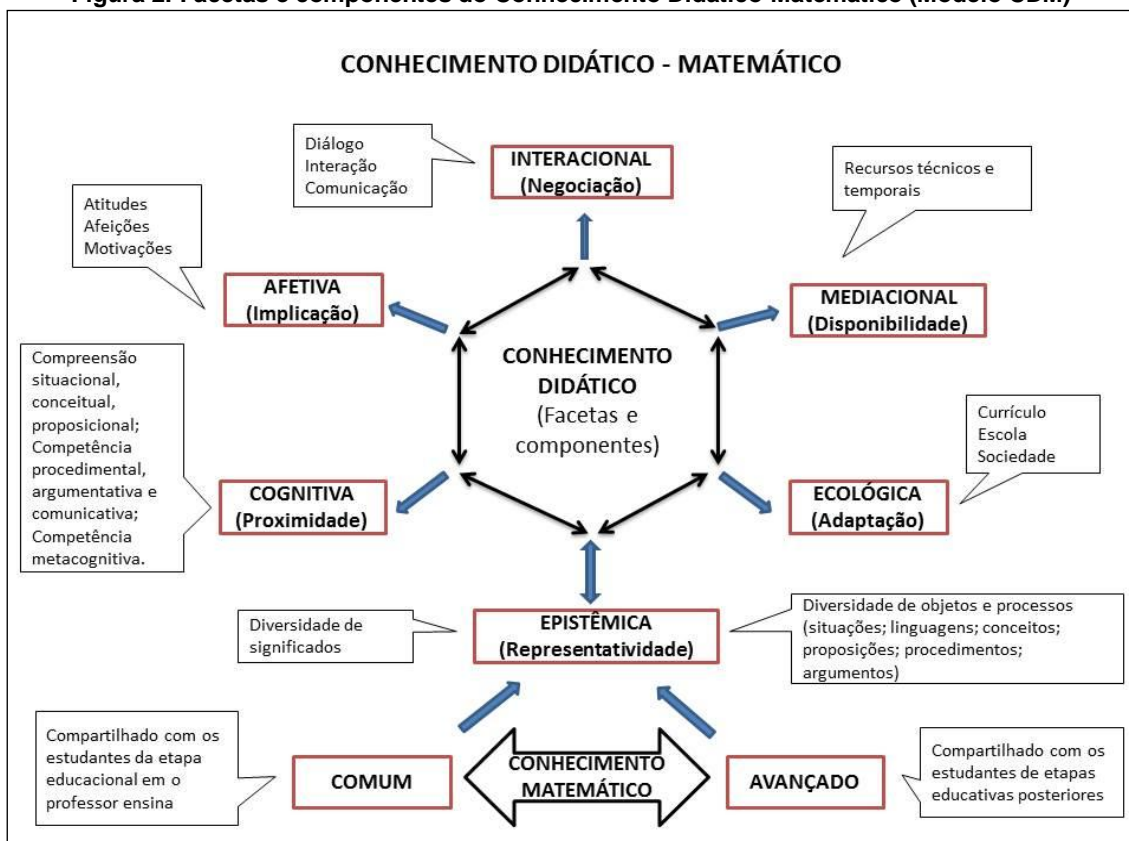 Figura 2. Facetas e componentes do Conhecimento Didático-Matemático (Modelo CDM)
CONHECIMENTO DIDÁTICO - MATEMÁTICO
Diálogo
Interação
Comunicação
INTERACIONAL
(Negociação)
Recursos técnicos e
temporais
Atitudes
Afeições
Motivações
AFETIVA
(Implicação)
MEDIACIONAL
(Disponibilidade)
CONHECIMENTO
DIDÁTICO
(Facetas e
componentes)
Compreensão
situacional,
conceitual,
proposicional;
Competência
procedimental,
argumentativa e
comunicativa;
Competência
metacognitiva.
COGNITIVA
(Proximidade)
ECOLÓGICA
(Adaptação)
Currículo
Escola
Sociedade
Diversidade de
significados
EPISTÊMICA
(Representatividade)
Diversidade de objetos e processos
(situações; linguagens; conceitos;
proposições; procedimentos;
argumentos)
Compartilhado com os
estudantes da etapa
educacional em o
professor ensina
COMUM
CONHECIMENTO
MATEMÁTICO
AVANÇADO
Compartilhado com os
estudantes de etapas
educativas posteriores